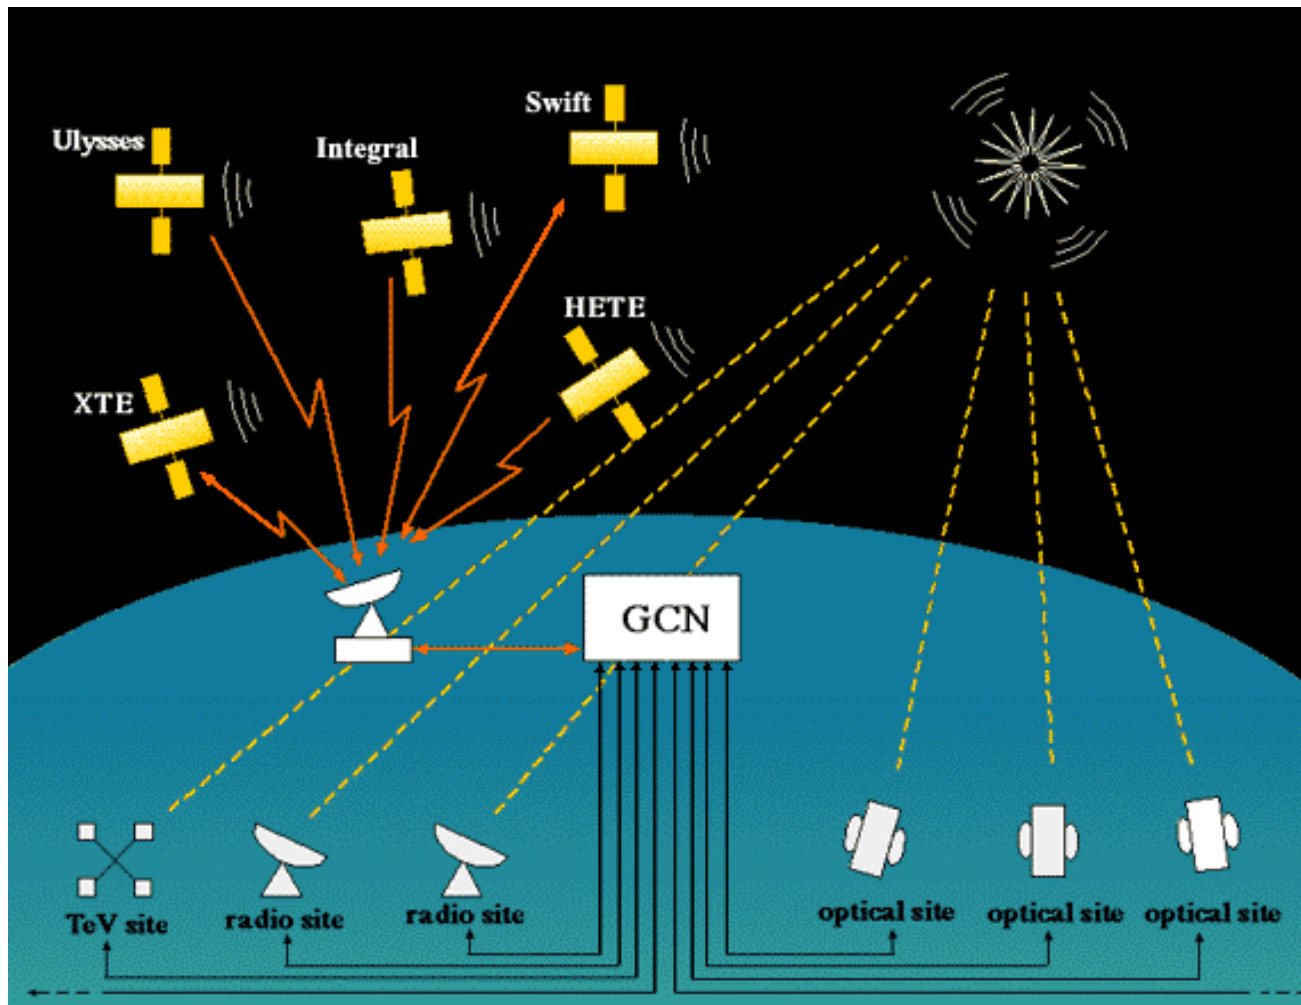 Swift
Ulysses
Integral
HETE
XTE
GCN
TeV site
radio site
radio site
optical site
optical site
optical site